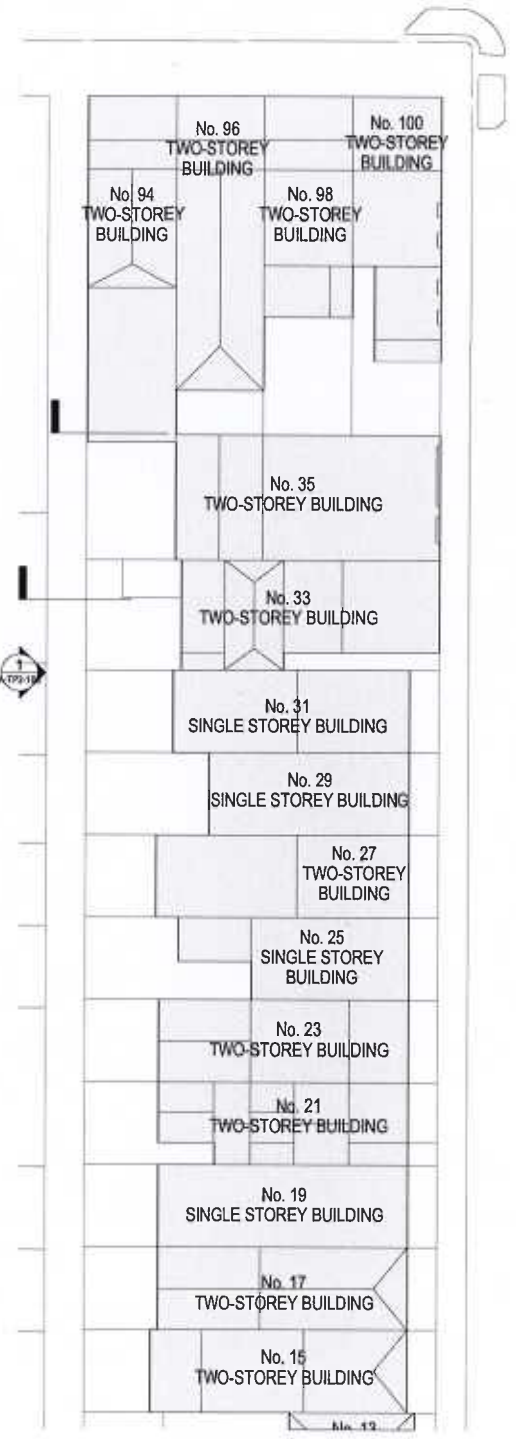 No. 96
TWO-STOREY
BUILDING
No. 100
TWO-STOREY
BUILDING
No. 94
TWO-STOREY
BUILDING
No. 98
TWO-STOREY
BUILDING
No. 35
TWO-STOREY BUILDING
No. 33
TWO-STOREY BUILDING
1
No. 31
SINGLE STOREY BUILDING
No. 29
SINGLE STOREY BUILDING
No. 27
TWO-STOREY
BUILDING
No. 25
SINGLE STOREY
BUILDING
No. 23
TWO-STOREY BUILDING
No. 21
TWO-STOREY BUILDING
No. 19
SINGLE STOREY BUILDING
No. 17
TWO-STOREY BUILDING
No. 15
TWO-STOREY BUILDING
No. 13